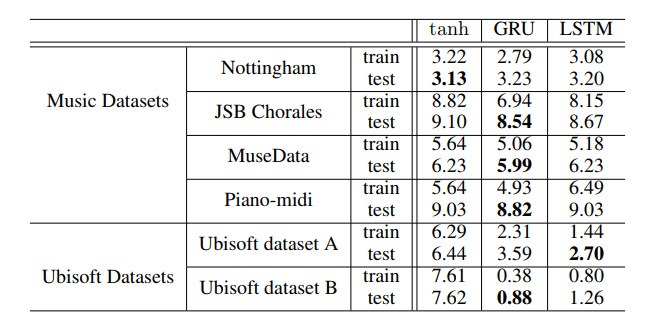 tanh GRU LSTM
Music Datasets Nottingham train 3.22 2.79 3.08
test 3.13 3.23 3.20
JSB Chorales train 8.82 6.94 8.15
test 9.10 8.54 8.67
MuseData train 5.64 5.06 5.18
test 6.23 5.99 6.23
Piano-midi train 5.64 4.93 6.49
test 9.03 8.82 9.03
Ubisoft Datasets Ubisoft dataset A train 6.29 2.31 1.44
test 6.44 3.59 2.70
Ubisoft dataset B train 7.61 0.38 0.80
test 7.62 0.88 1.26